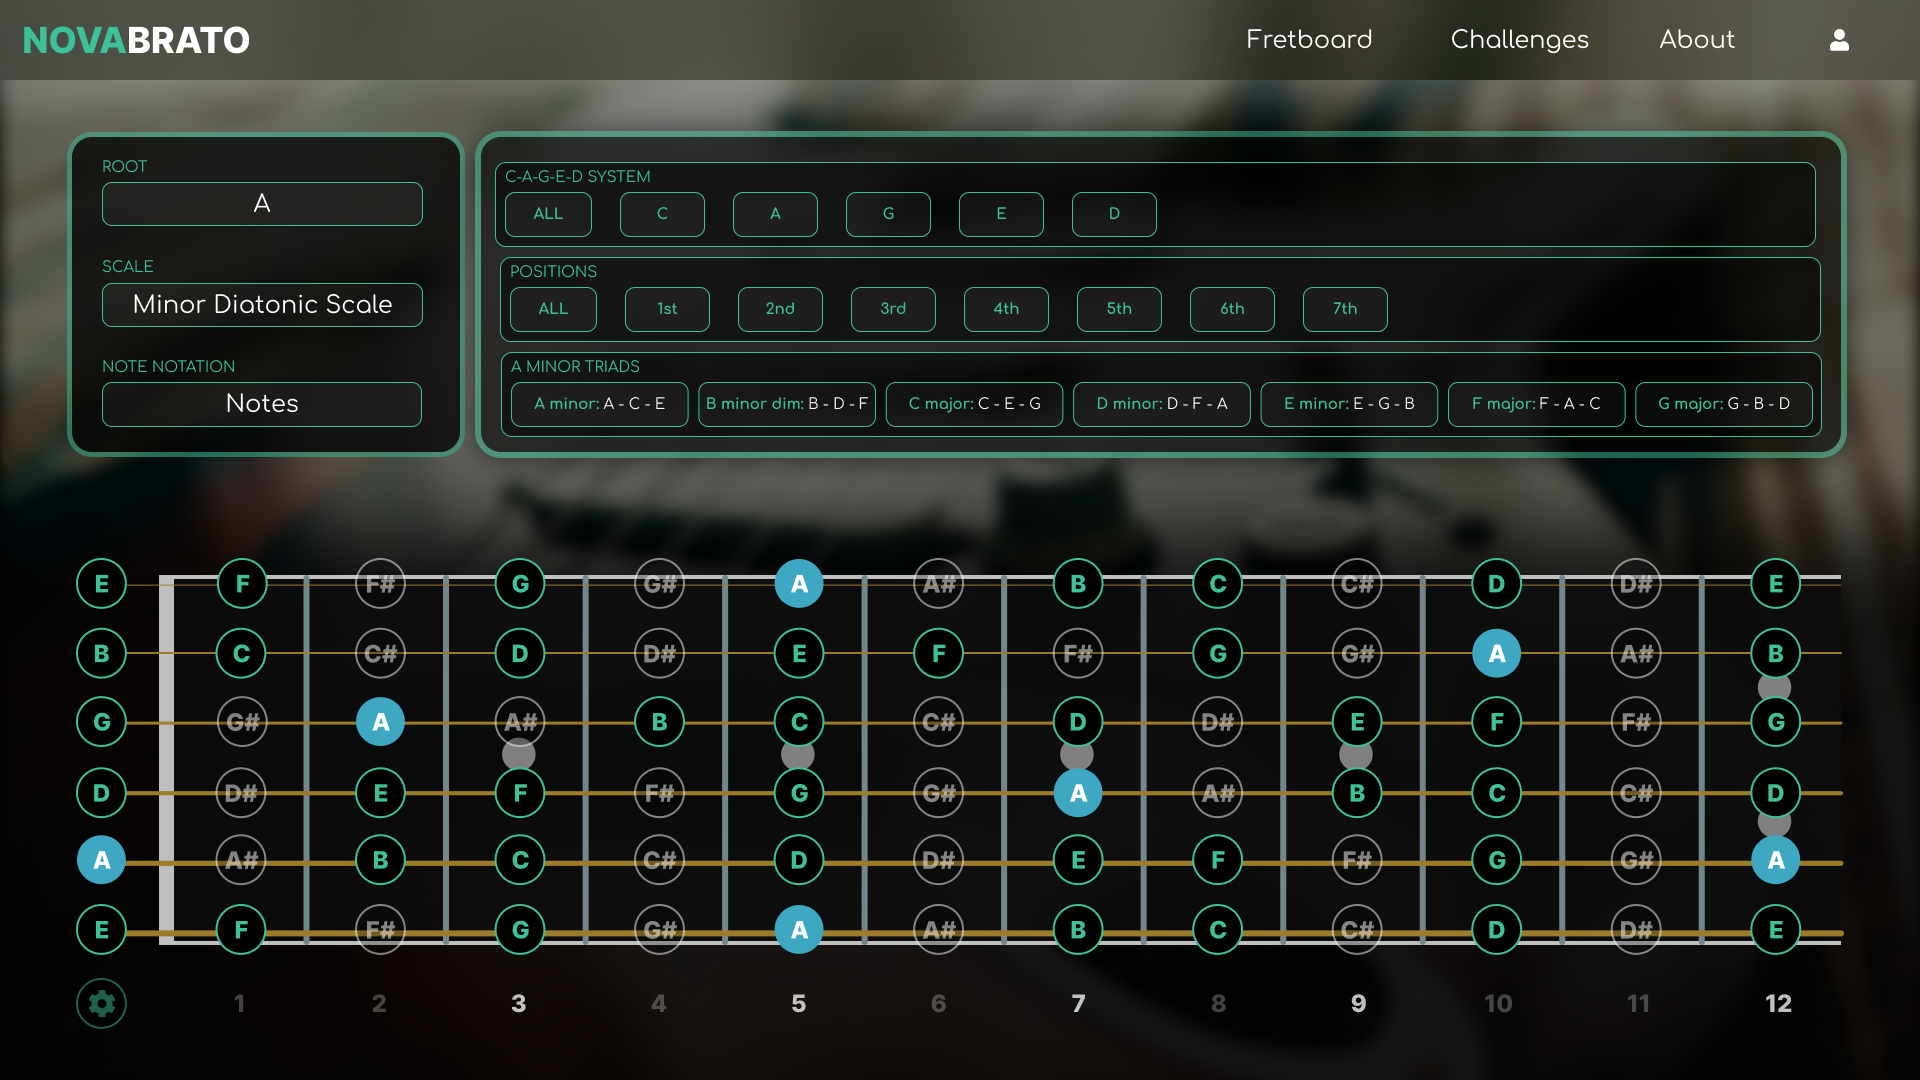 NOVABRATO Fretboard Challenges About
ROOT
A
SCALE
Minor Diatonic Scale
NOTE NOTATION
Notes
C-A-G-E-D SYSTEM
ALL C A G E D
POSITIONS
ALL 1st 2nd 3rd 4th 5th 6th 7th
A MINOR TRIADS
A minor: A - C - E B minor dim: B - D - F C major: C - E - G D minor: D - F - A E minor: E - G - B F major: F - A - C G major: G - B - D
E F F# G G# A A# B C C# D D# E
B C C# D D# E F F# G G# A A# B
G G# A A# B C C# D D# E F F# G
D D# E F F# G G# A A# B C C# D
A A# B C C# D D# E F F# G G# A
E F F# G G# A A# B C C# D D# E
1 2 3 4 5 6 7 8 9 10 11 12